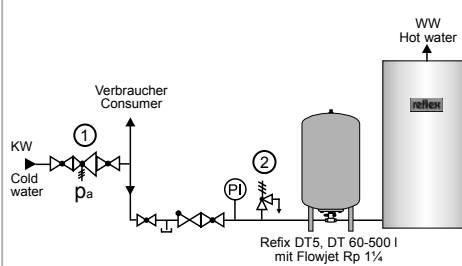 WW
Hot water
Verbraucher
Consumer
reflex
1
KW
Cold
water
pa
PI
2
Refix DT5, DT 60-500 l
mit Flowjet Rp 1¼